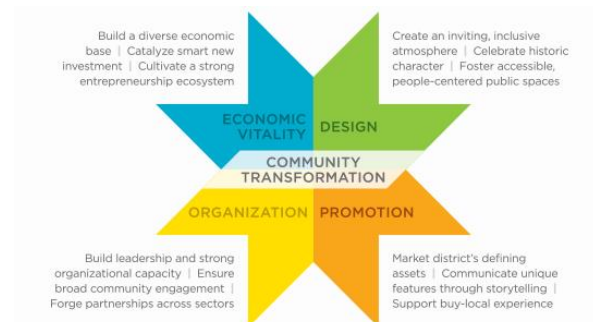 Build a diverse economic
base | Catalyze smart new
investment | Cultivate a strong
entrepreneurship ecosystem
Create an inviting, inclusive
atmosphere | Celebrate historic
character | Foster accessible,
people-centered public spaces
ECONOMIC
VITALITY
DESIGN
COMMUNITY
TRANSFORMATION
ORGANIZATION
PROMOTION
Build leadership and strong
organizational capacity | Ensure
broad community engagement |
Forge partnerships across sectors
Market district's defining
assets | Communicate unique
features through storytelling |
Support buy-local experience